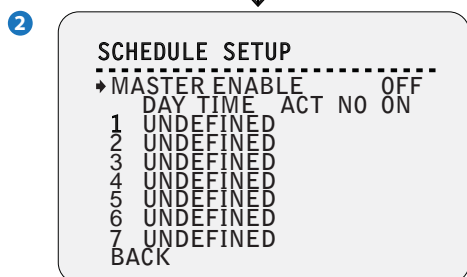 2
SCHEDULE SETUP
MASTER ENABLE OFF
DAY TIME ACT NO ON
1 UNDEFINED
2 UNDEFINED
3 UNDEFINED
4 UNDEFINED
5 UNDEFINED
6 UNDEFINED
7 UNDEFINED
BACK